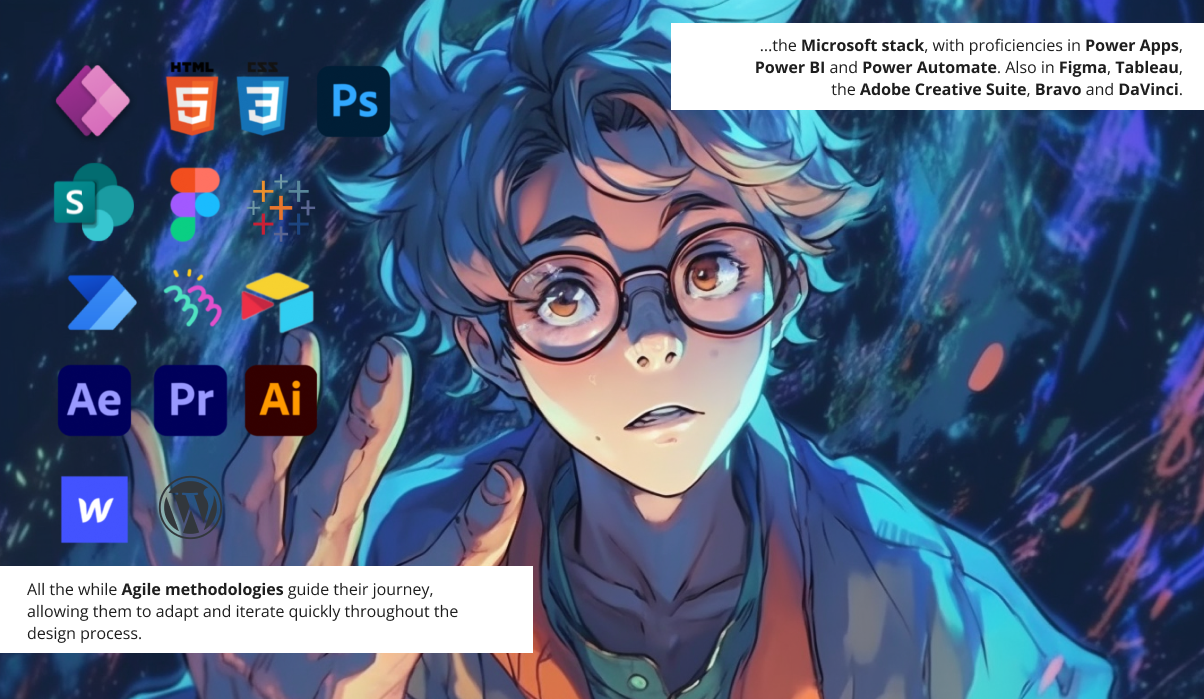 ...the Microsoft stack, with proficiencies in Power Apps,
Power BI and Power Automate. Also in Figma, Tableau,
the Adobe Creative Suite, Bravo and DaVinci.
HTML
5
CSS
3
Ps
S
Ae
Pr
Ai
W
W
All the while Agile methodologies guide their journey,
allowing them to adapt and iterate quickly throughout the
design process.